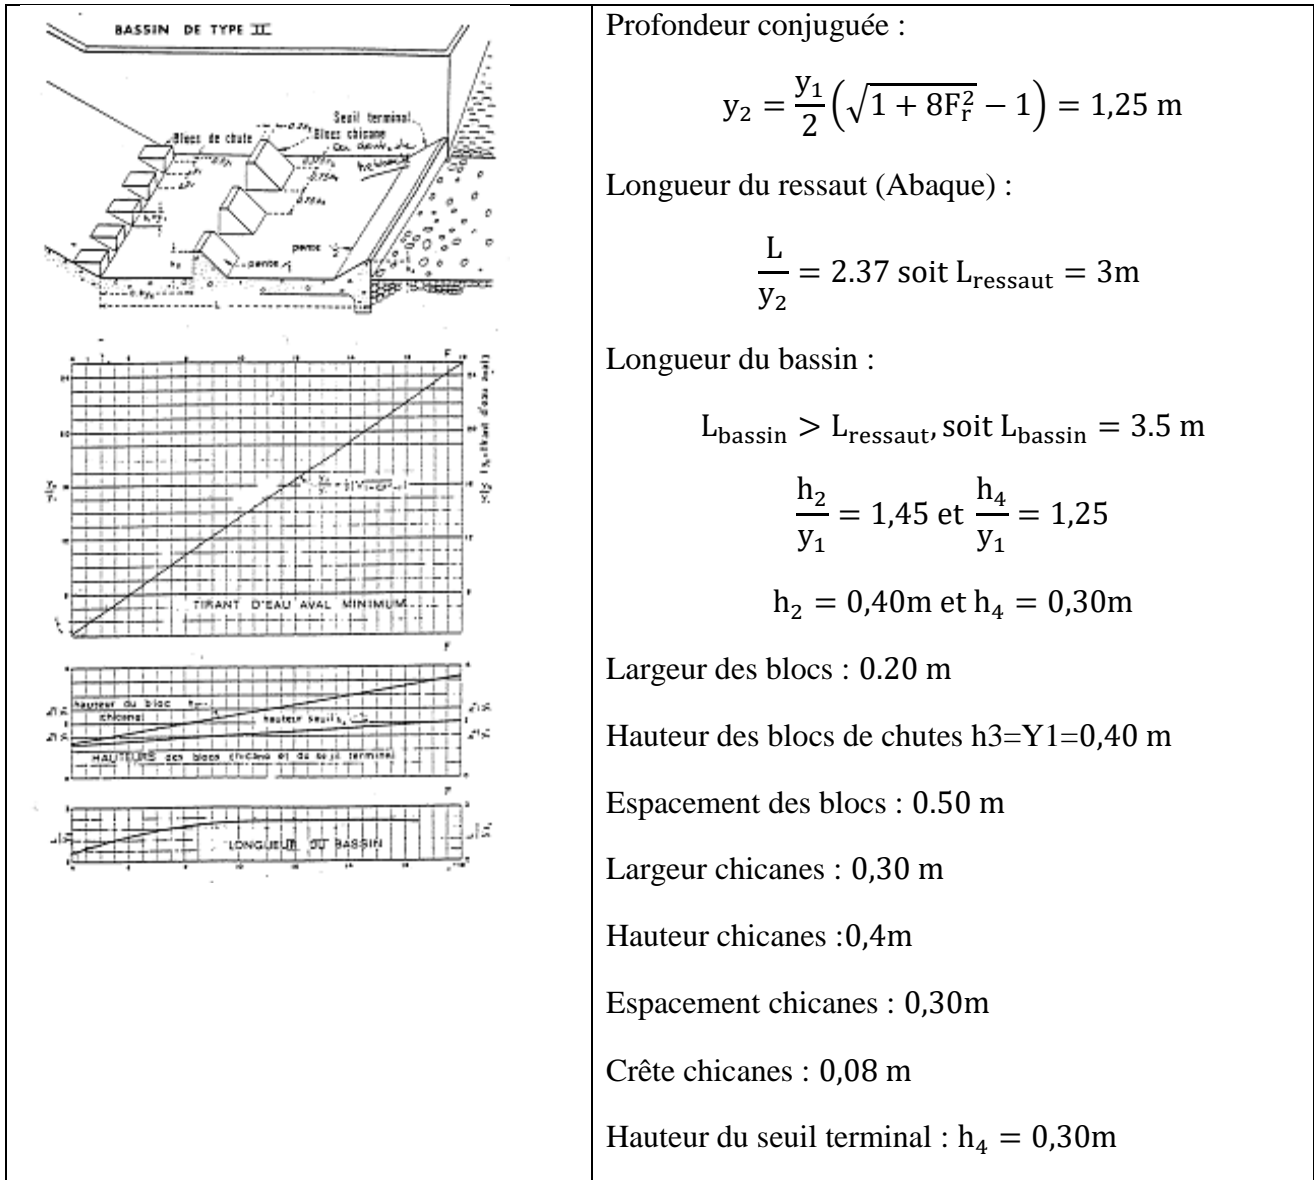 BASSIN DE TYPE II
Seuil terminal
Blocs de chute
Blocs chicane
pente
pente
L
F
TIRANT D'EAU AVAL MINIMUM
F
hauteur du bloc
chicane
hauteur seuil h₄
HAUTEURS des blocs chicane et du seuil terminal
F
LONGUEUR DU BASSIN
Profondeur conjuguée :
y₂ = y₁/2 (√(1 + 8Fᵣ²) − 1) = 1,25 m
Longueur du ressaut (Abaque) :
L/y₂ = 2.37 soit L_ressaut = 3m
Longueur du bassin :
L_bassin > L_ressaut, soit L_bassin = 3.5 m
h₂/y₁ = 1,45 et h₄/y₁ = 1,25
h₂ = 0,40m et h₄ = 0,30m
Largeur des blocs : 0.20 m
Hauteur des blocs de chutes h3=Y1=0,40 m
Espacement des blocs : 0.50 m
Largeur chicanes : 0,30 m
Hauteur chicanes :0,4m
Espacement chicanes : 0,30m
Crête chicanes : 0,08 m
Hauteur du seuil terminal : h₄ = 0,30m